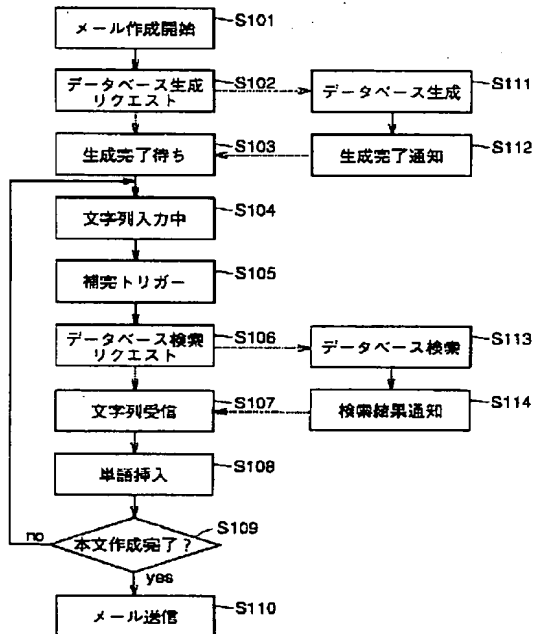 メール作成開始
S101
データベース生成
リクエスト
S102
データベース生成
S111
生成完了待ち
S103
生成完了通知
S112
文字列入力中
S104
補完トリガー
S105
データベース検索
リクエスト
S106
データベース検索
S113
文字列受信
S107
検索結果通知
S114
単語挿入
S108
本文作成完了？
S109
no
yes
メール送信
S110